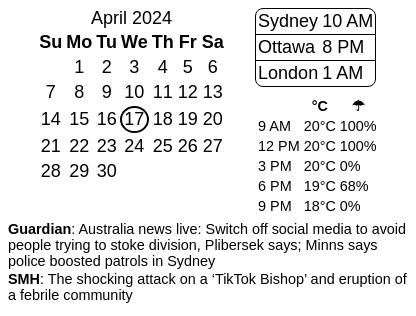 April 2024
Su Mo Tu We Th Fr Sa
1 2 3 4 5 6
7 8 9 10 11 12 13
14 15 16 17 18 19 20
21 22 23 24 25 26 27
28 29 30
Sydney 10 AM
Ottawa 8 PM
London 1 AM
°C ☂
9 AM 20°C 100%
12 PM 20°C 100%
3 PM 20°C 0%
6 PM 19°C 68%
9 PM 18°C 0%
Guardian: Australia news live: Switch off social media to avoid
people trying to stoke division, Plibersek says; Minns says
police boosted patrols in Sydney
SMH: The shocking attack on a ‘TikTok Bishop’ and eruption of
a febrile community